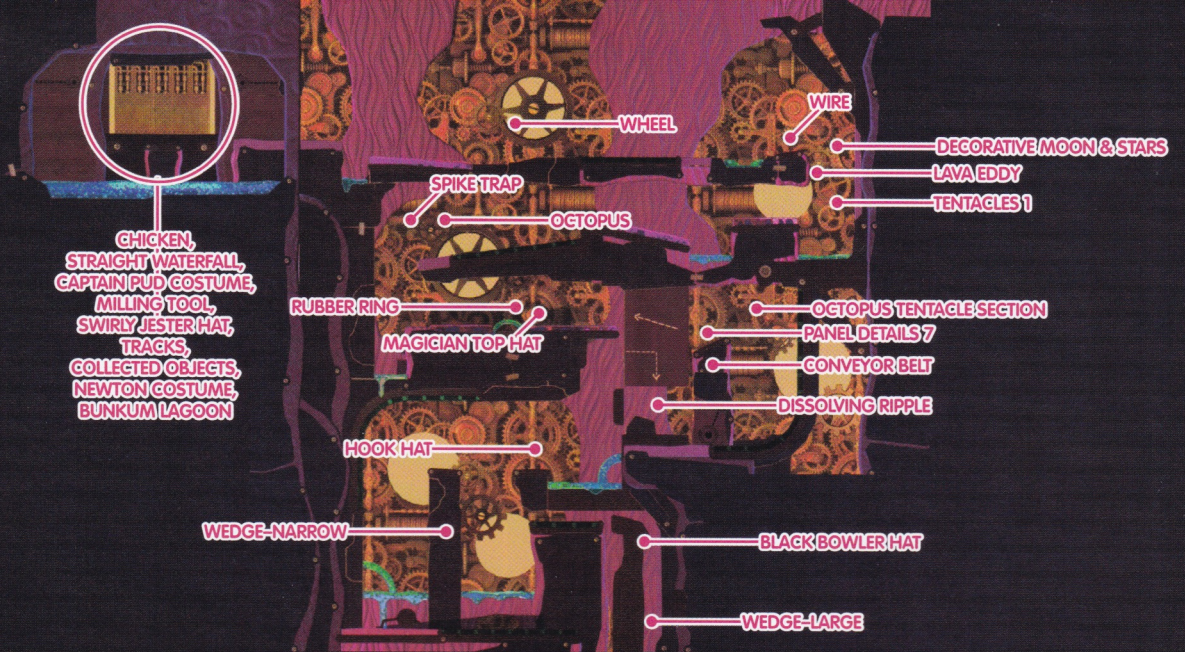 WIRE
WHEEL
DECORATIVE MOON & STARS
LAVA EDDY
SPIKE TRAP
TENTACLES 1
OCTOPUS
CHICKEN,
STRAIGHT WATERFALL,
CAPTAIN PUD COSTUME,
MILLING TOOL,
SWIRLY JESTER HAT,
TRACKS,
COLLECTED OBJECTS,
NEWTON COSTUME,
BUNKUM LAGOON
RUBBER RING
OCTOPUS TENTACLE SECTION
PANEL DETAILS 7
MAGICIAN TOP HAT
CONVEYOR BELT
DISSOLVING RIPPLE
HOOK HAT
WEDGE-NARROW
BLACK BOWLER HAT
WEDGE-LARGE